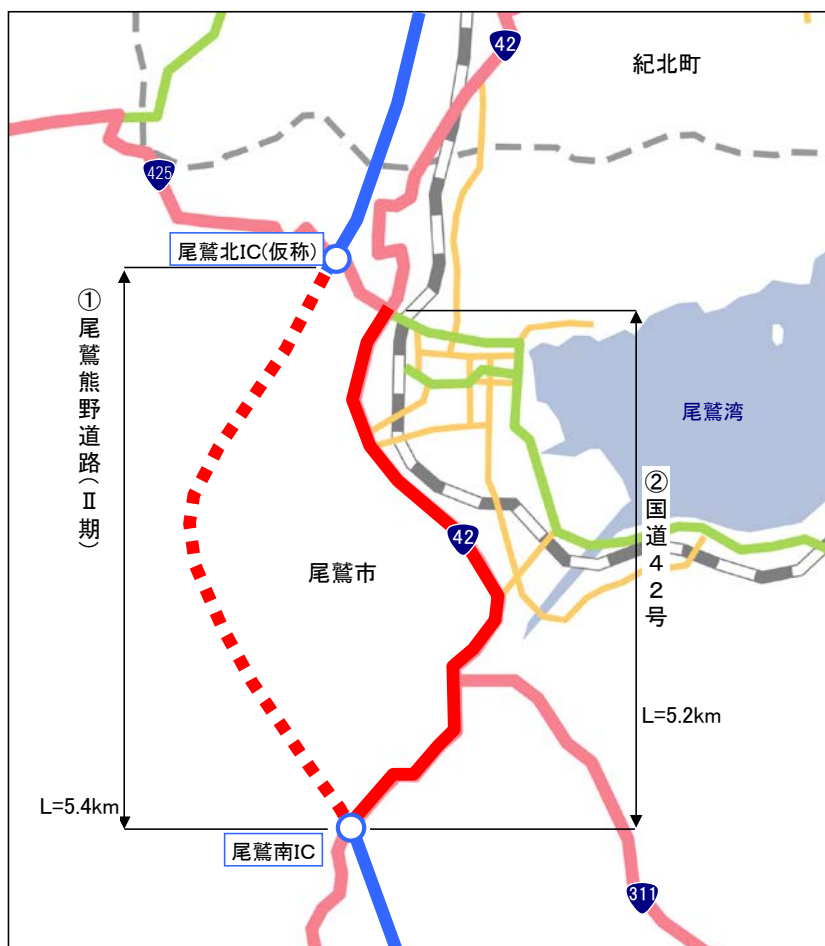 42
紀北町
425
尾鷲北IC(仮称)
①尾鷲熊野道路(Ⅱ期)
尾鷲湾
②国道42号
42
尾鷲市
L=5.2km
L=5.4km
尾鷲南IC
311